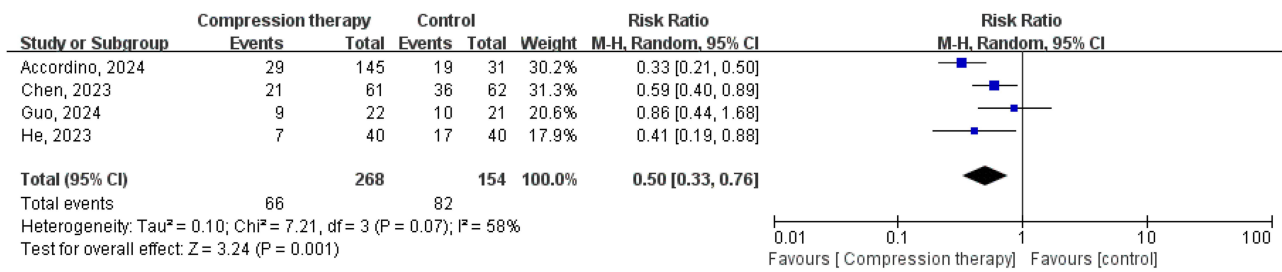 Compression therapy Control Risk Ratio Risk Ratio
Study or Subgroup Events Total Events Total Weight M-H, Random, 95% CI M-H, Random, 95% CI
Accordino, 2024 29 145 19 31 30.2% 0.33 [0.21, 0.50]
Chen, 2023 21 61 36 62 31.3% 0.59 [0.40, 0.89]
Guo, 2024 9 22 10 21 20.6% 0.86 [0.44, 1.68]
He, 2023 7 40 17 40 17.9% 0.41 [0.19, 0.88]
Total (95% CI) 268 154 100.0% 0.50 [0.33, 0.76]
Total events 66 82
Heterogeneity: Tau² = 0.10; Chi² = 7.21, df = 3 (P = 0.07); I² = 58%
Test for overall effect: Z = 3.24 (P = 0.001)
0.01 0.1 1 10 100
Favours [ Compression therapy] Favours [control]